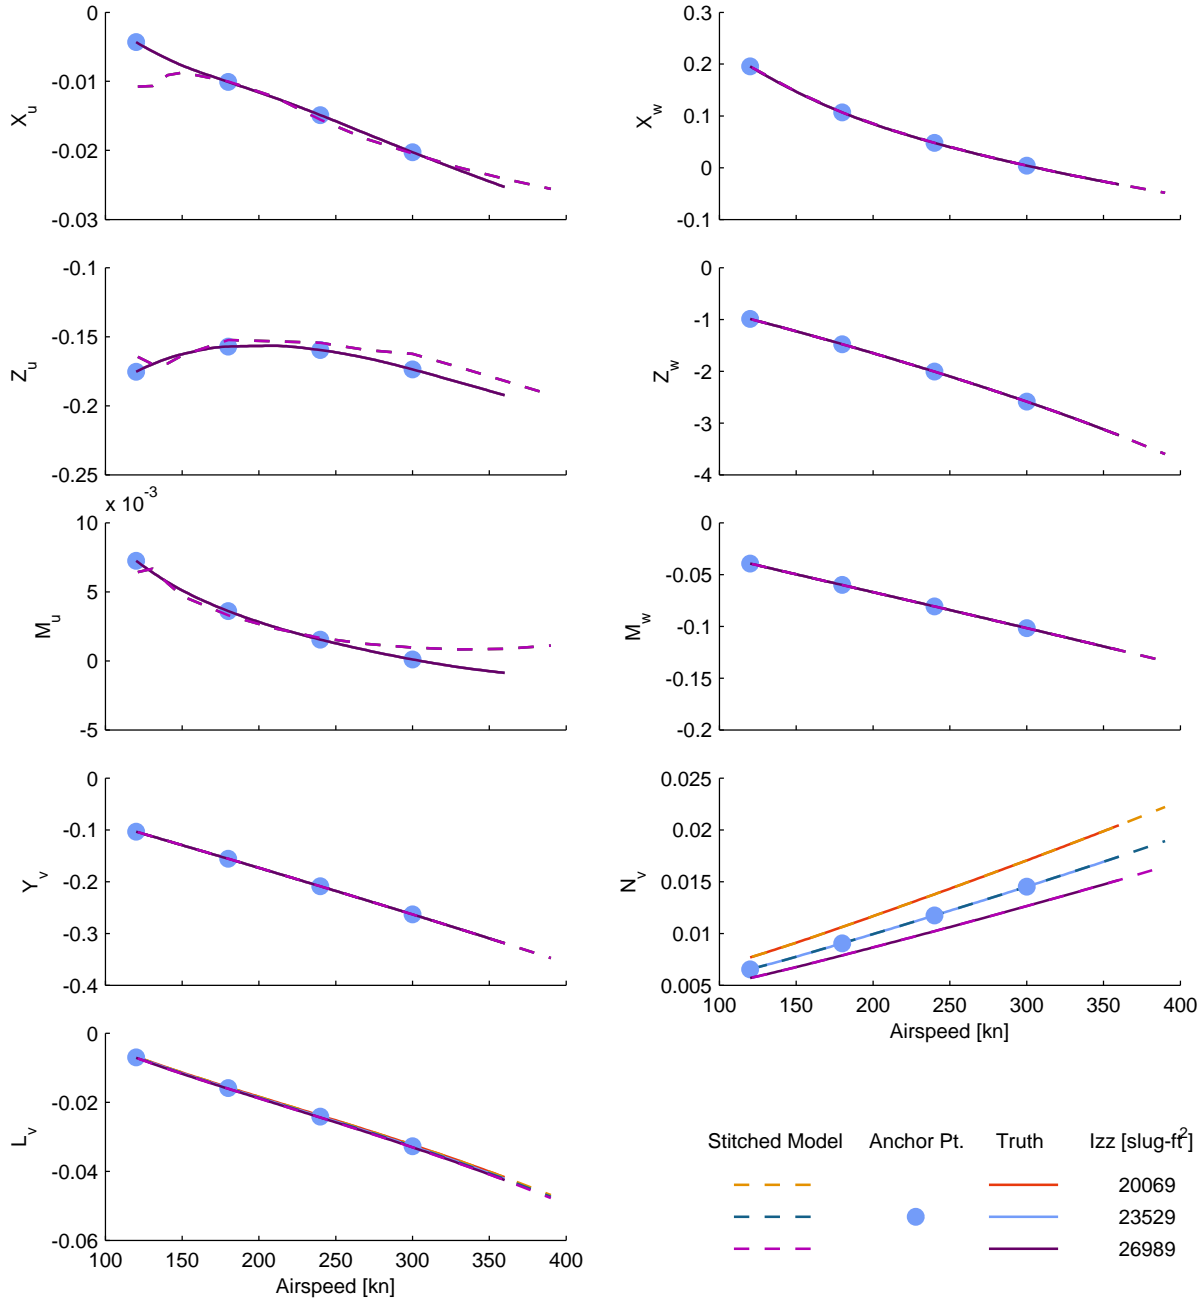 0
-0.01
-0.02
-0.03
X_u
0.2
0.1
0
-0.1
X_w
-0.1
-0.15
-0.2
-0.25
Z_u
0
-1
-2
-3
-4
Z_w
x 10^-3
10
5
0
-5
M_u
0
-0.05
-0.1
-0.15
-0.2
M_w
0
-0.1
-0.2
-0.3
-0.4
Y_v
0.025
0.02
0.015
0.01
0.005
N_v
100 150 200 250 300 350 400
Airspeed [kn]
0
-0.02
-0.04
-0.06
L_v
100 150 200 250 300 350 400
Airspeed [kn]
Stitched Model Anchor Pt. Truth Izz [slug-ft^2]
20069
23529
26989